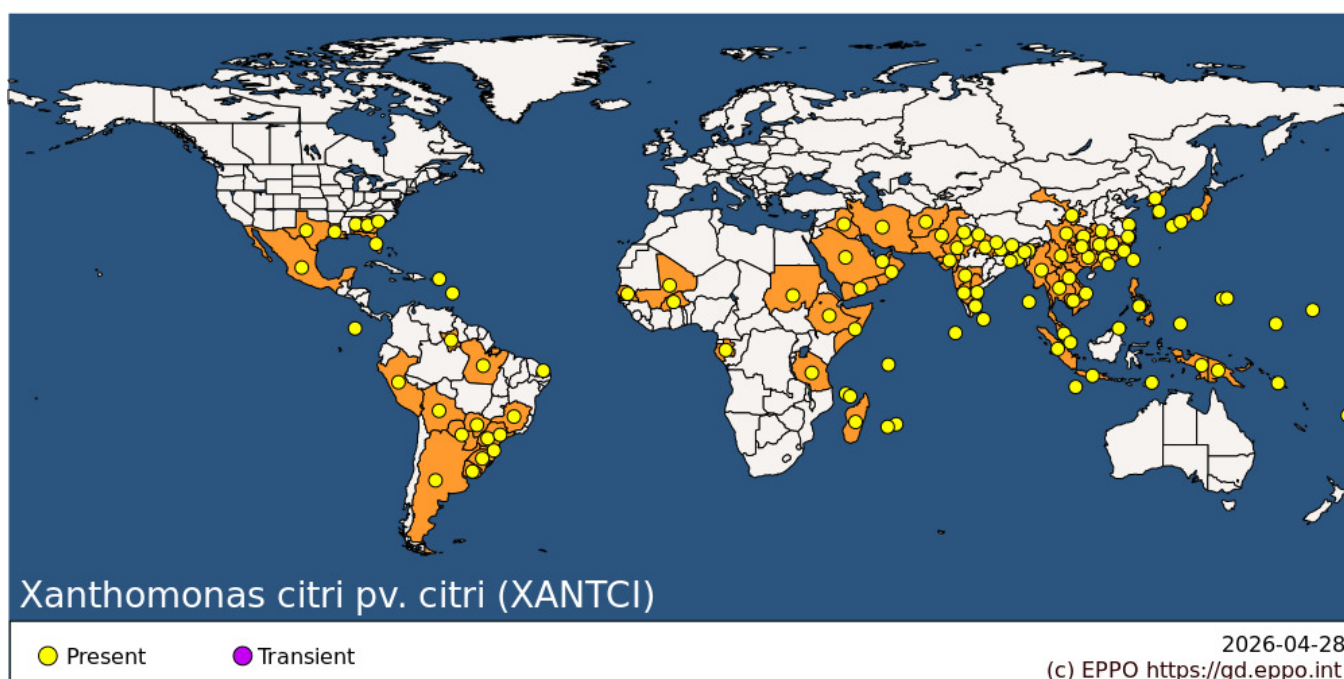 Xanthomonas citri pv. citri (XANTCI)
Present
Transient
2026-04-28
(c) EPPO https://gd.eppo.int